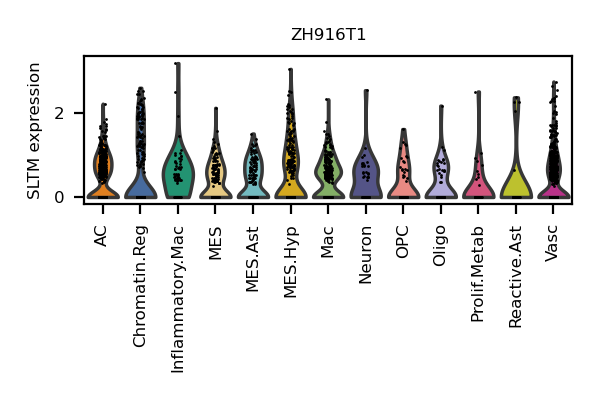 ZH916T1
SLTM expression
2
0
AC
Chromatin.Reg
Inflammatory.Mac
MES
MES.Ast
MES.Hyp
Mac
Neuron
OPC
Oligo
Prolif.Metab
Reactive.Ast
Vasc